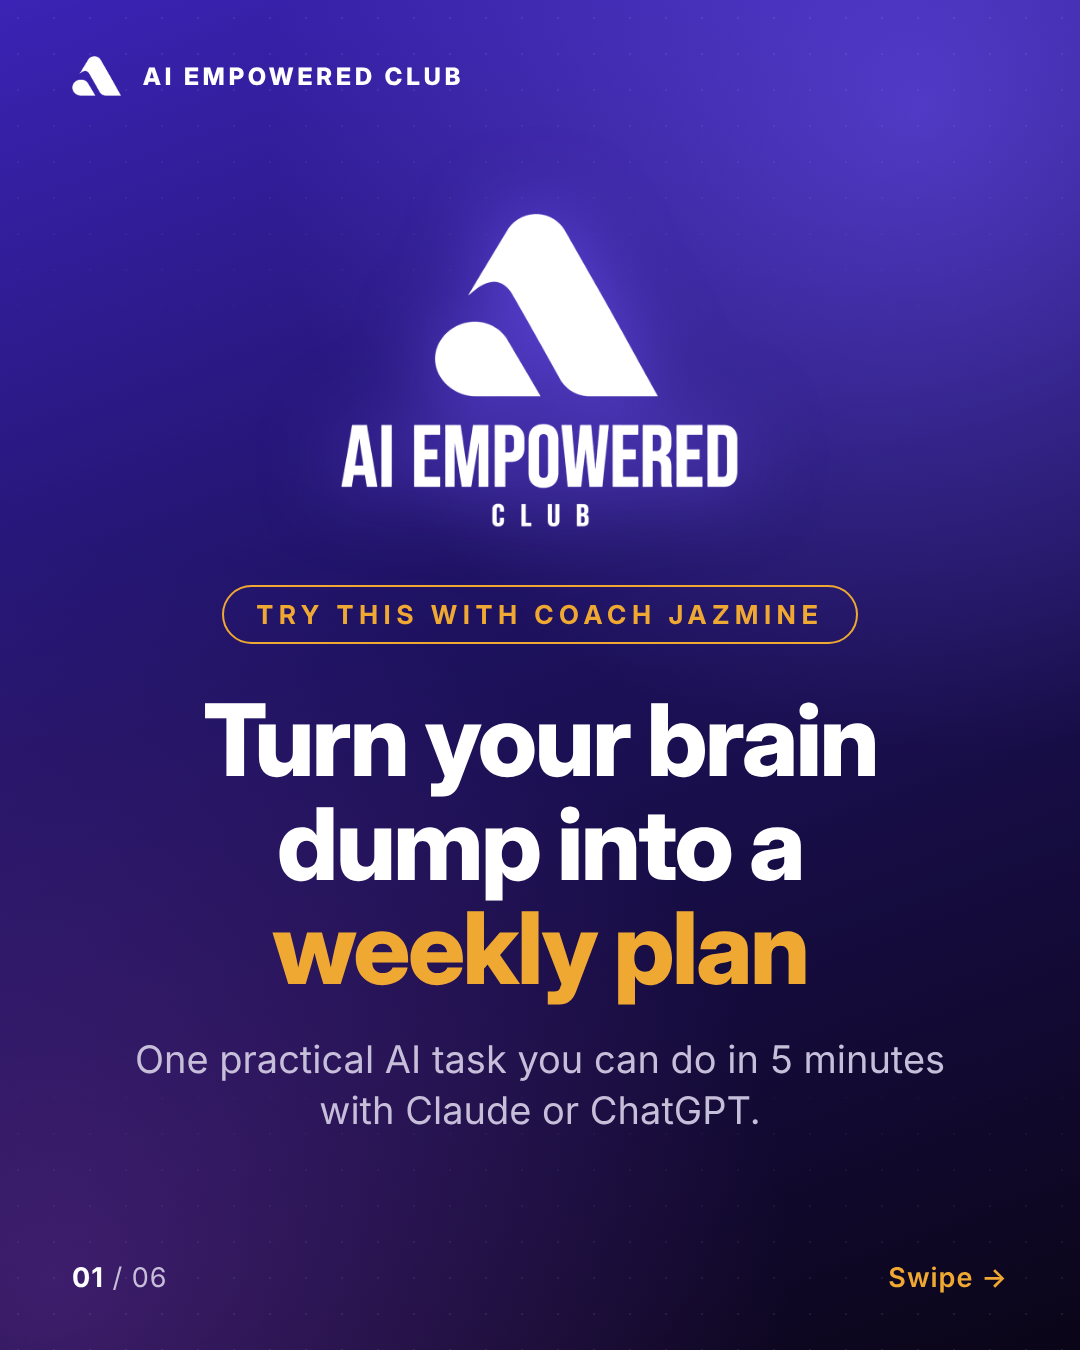 AI EMPOWERED CLUB
AI EMPOWERED
CLUB
TRY THIS WITH COACH JAZMINE
Turn your brain
dump into a
weekly plan
One practical AI task you can do in 5 minutes
with Claude or ChatGPT.
01 / 06
Swipe →